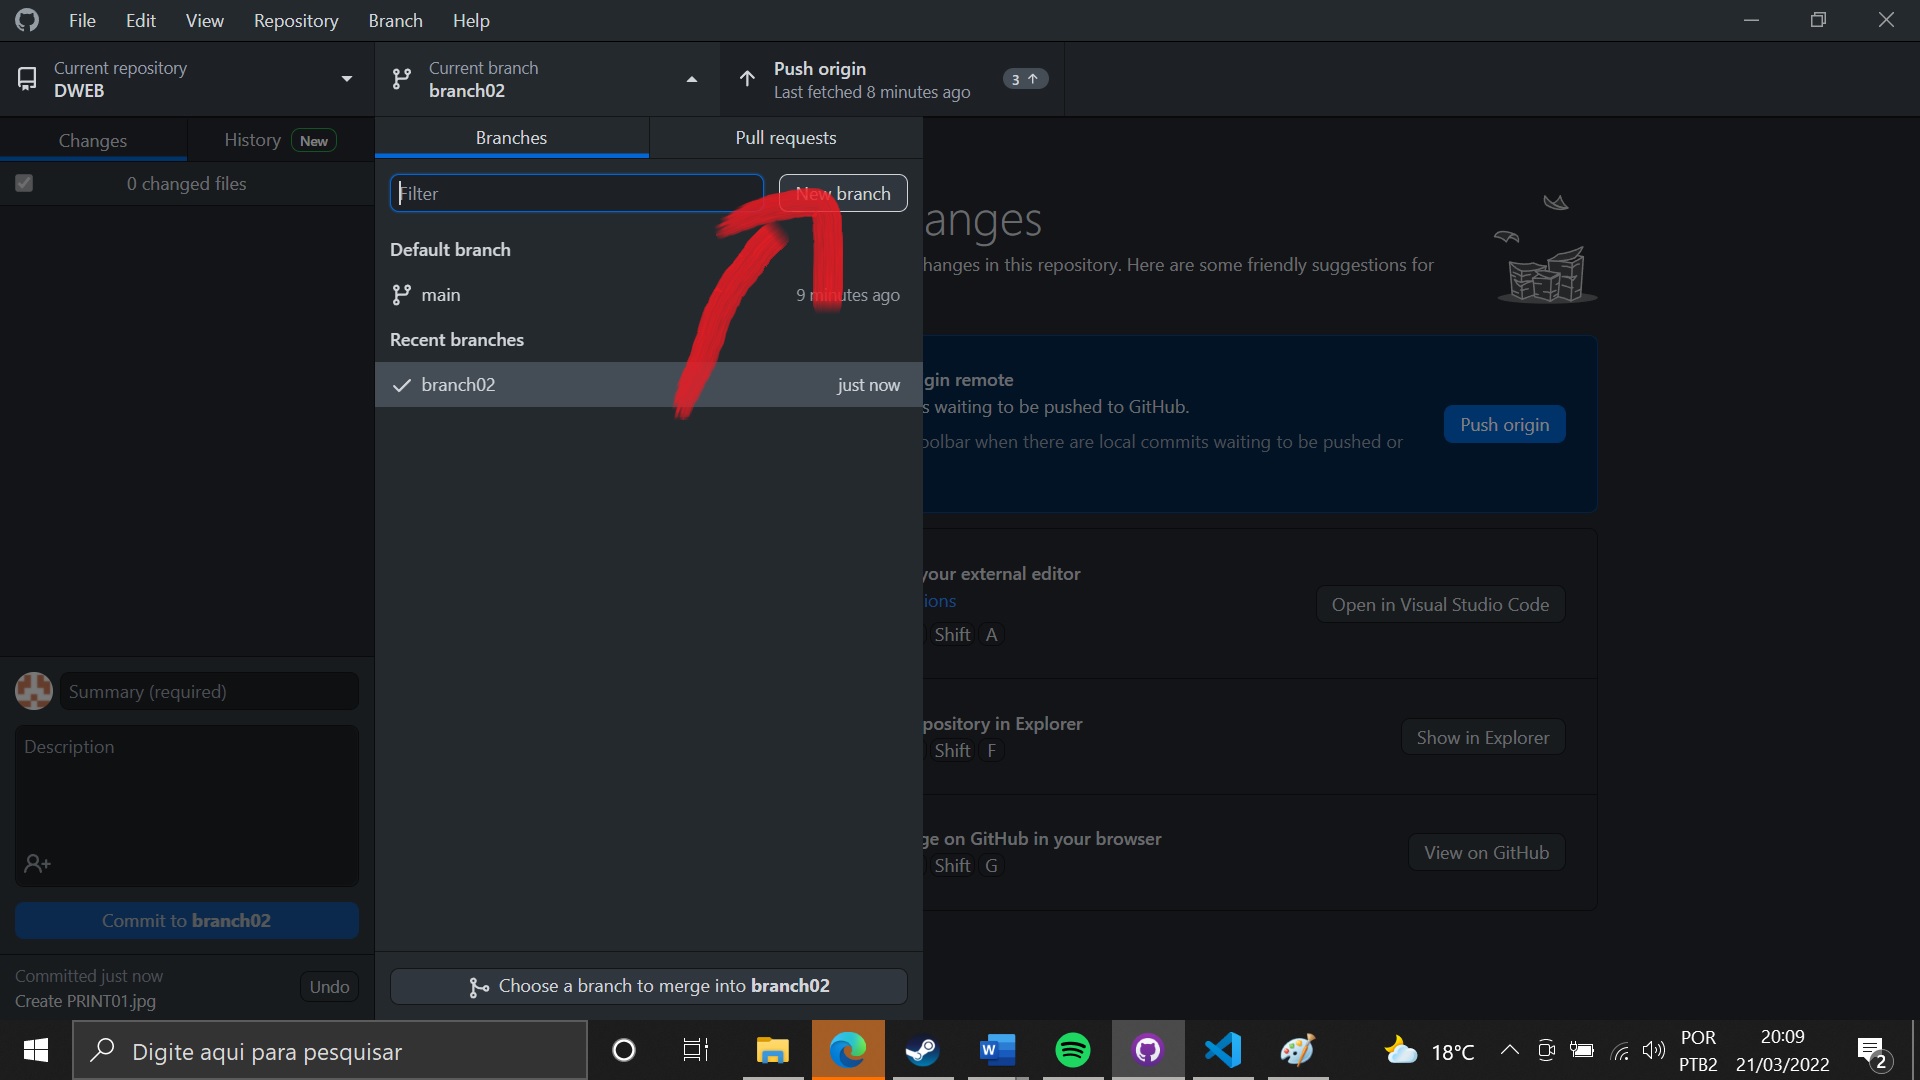 File Edit View Repository Branch Help
Current repository
DWEB
Current branch
branch02
Push origin
Last fetched 8 minutes ago
3
Changes
History New
Branches
Pull requests
0 changed files
Filter
New branch
Default branch
main
9 minutes ago
Recent branches
branch02
just now
anges
hanges in this repository. Here are some friendly suggestions for
gin remote
s waiting to be pushed to GitHub.
oolbar when there are local commits waiting to be pushed or
Push origin
your external editor
ions
Shift A
Open in Visual Studio Code
pository in Explorer
Shift F
Show in Explorer
ge on GitHub in your browser
Shift G
View on GitHub
Summary (required)
Description
Commit to branch02
Committed just now
Create PRINT01.jpg
Undo
Choose a branch to merge into branch02
Digite aqui para pesquisar
W
18°C
POR
PTB2
20:09
21/03/2022
2